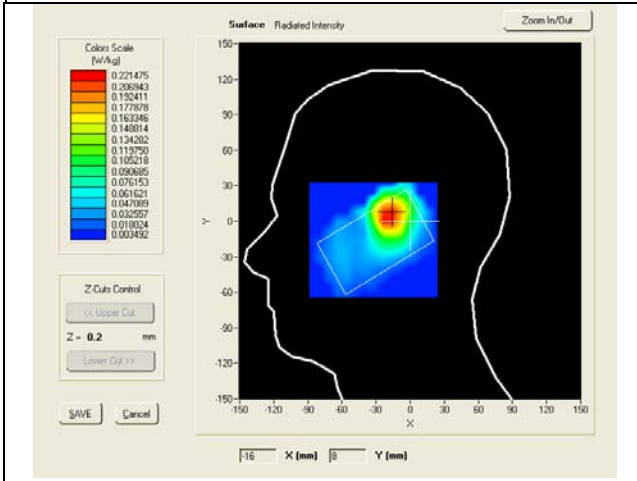 Surface Radiated Intensity
Zoom In/Out
Colors Scale
(W/kg)
0.221475
0.206943
0.192411
0.177878
0.163346
0.148814
0.134282
0.119750
0.105218
0.090685
0.076153
0.061621
0.047089
0.032557
0.018024
0.003492
Z-Cuts Control
<< Upper Cut
Z - 0.2 mm
Lower Cut >>
SAVE Cancel
150
120
90
60
30
0
-30
-60
-90
-120
-150
Y
-150 -120 -90 -60 -30 0 30 60 90 120 150
X
-16 X (mm) 8 Y (mm)